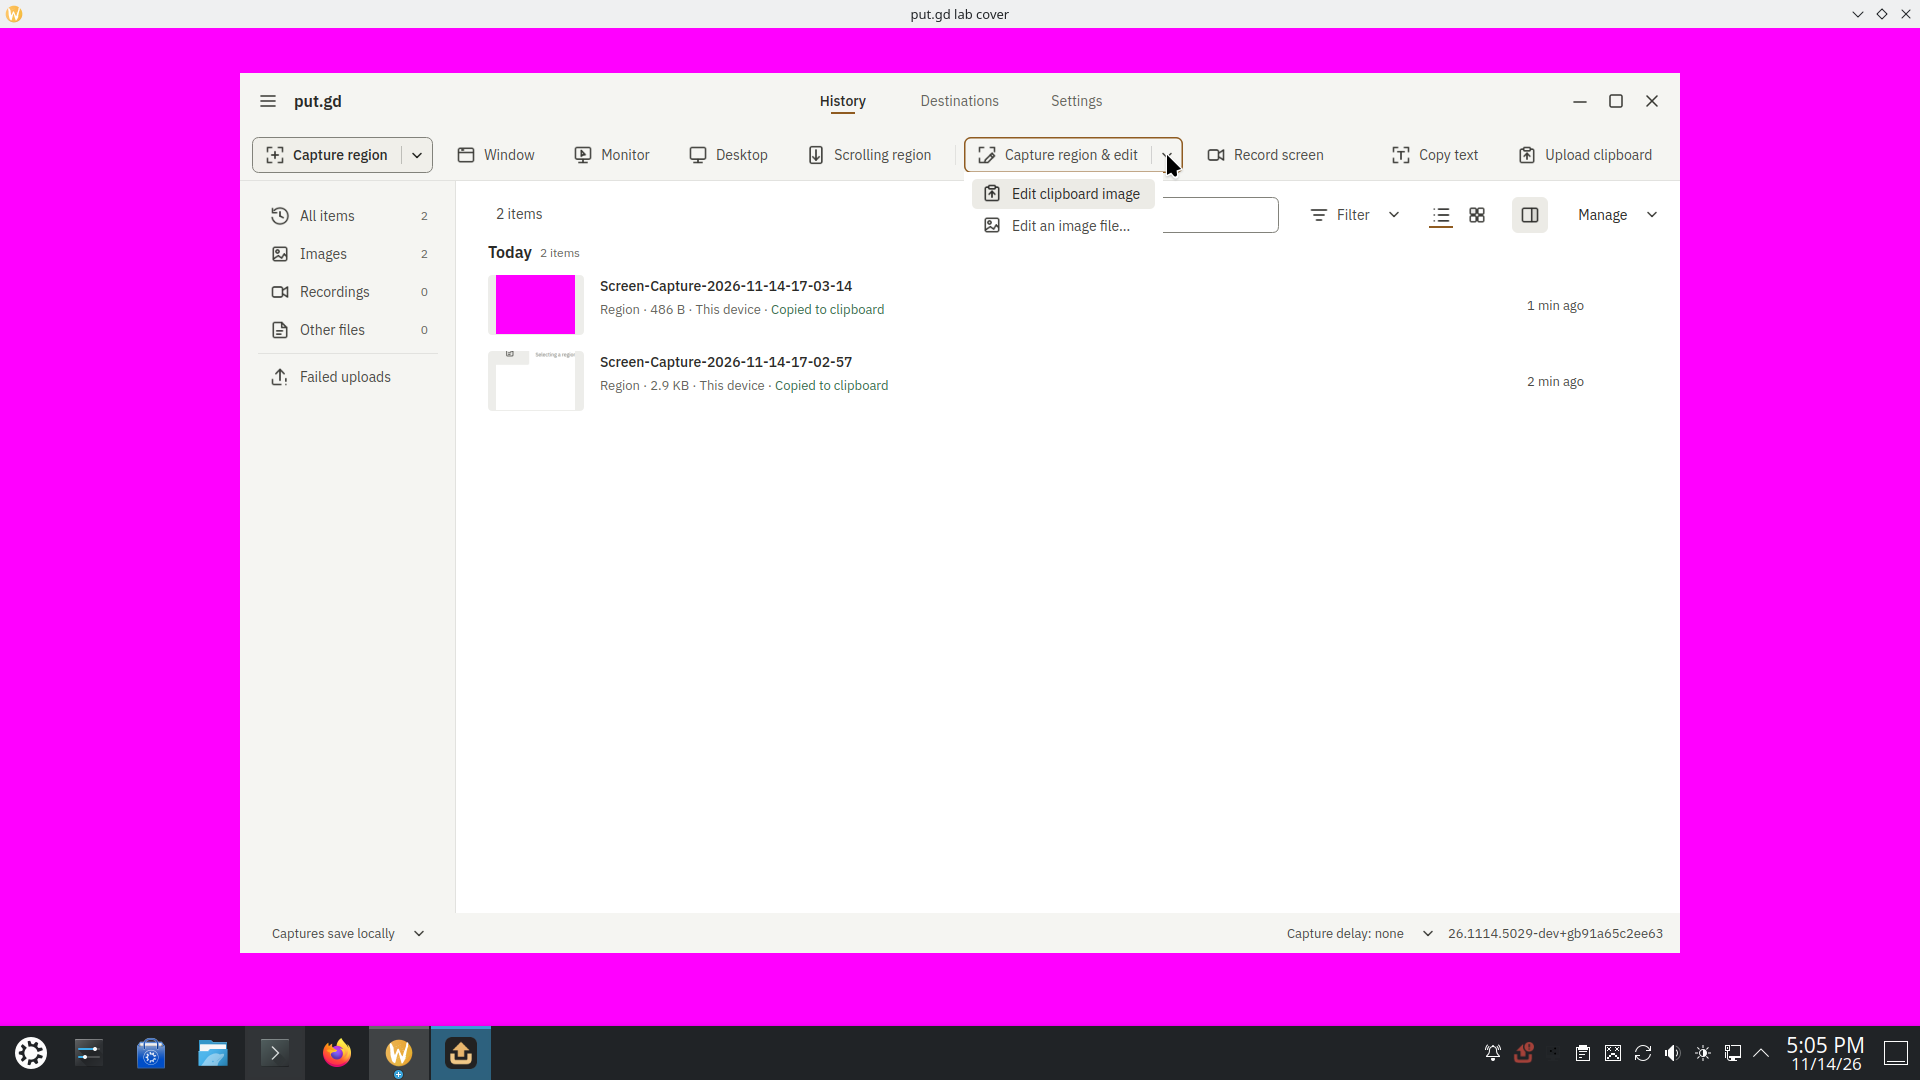 put.gd lab cover
put.gd
History
Destinations
Settings
Capture region
Window
Monitor
Desktop
Scrolling region
Capture region & edit
Record screen
Copy text
Upload clipboard
Edit clipboard image
Edit an image file...
All items 2
Images 2
Recordings 0
Other files 0
Failed uploads
2 items
Filter
Manage
Today 2 items
Screen-Capture-2026-11-14-17-03-14
Region · 486 B · This device · Copied to clipboard
1 min ago
Selecting a region
Screen-Capture-2026-11-14-17-02-57
Region · 2.9 KB · This device · Copied to clipboard
2 min ago
Captures save locally
Capture delay: none
26.1114.5029-dev+gb91a65c2ee63
5:05 PM
11/14/26